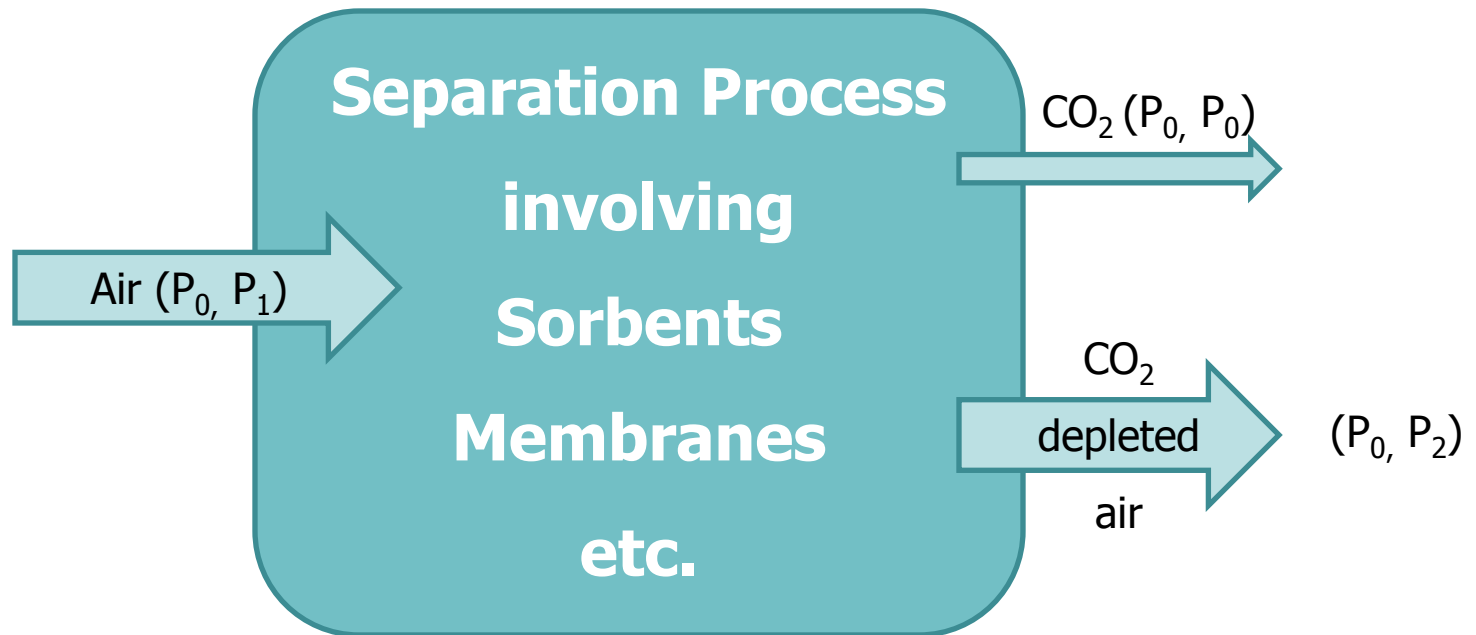 Separation Process
involving
Sorbents
Membranes
etc.
Air (P₀, P₁)
CO₂ (P₀, P₀)
CO₂
depleted
air
(P₀, P₂)